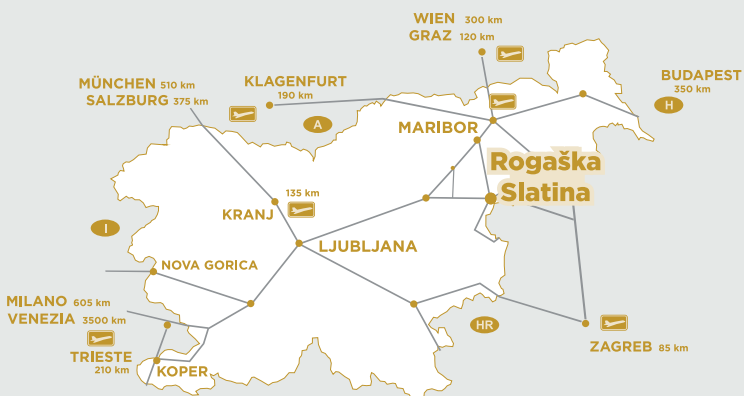 WIEN 300 km
GRAZ 120 km
MÜNCHEN 510 km
SALZBURG 375 km
KLAGENFURT
190 km
BUDAPEST
350 km
H
A
MARIBOR
Rogaška
Slatina
135 km
KRANJ
I
LJUBLJANA
NOVA GORICA
MILANO 605 km
VENEZIA 3500 km
HR
TRIESTE
210 km
KOPER
ZAGREB 85 km